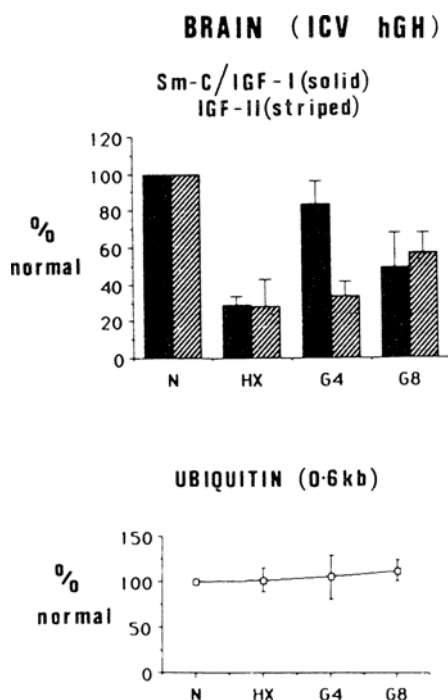 BRAIN (ICV hGH)
Sm-C/IGF-I (solid)
IGF-II (striped)
120
100
80
60
40
20
0
%
normal
N HX G4 G8
UBIQUITIN (0·6kb)
150
100
50
0
%
normal
N HX G4 G8